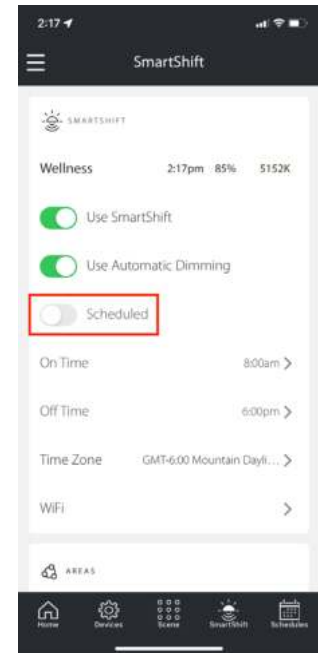 2:17
SmartShift
SMARTSHIFT
Wellness 2:17pm 85% 5152K
Use SmartShift
Use Automatic Dimming
Scheduled
On Time 8:00am
Off Time 6:00pm
Time Zone GMT-6:00 Mountain Dayli...
WiFi
AREAS
Home Devices Scene SmartShift Schedules